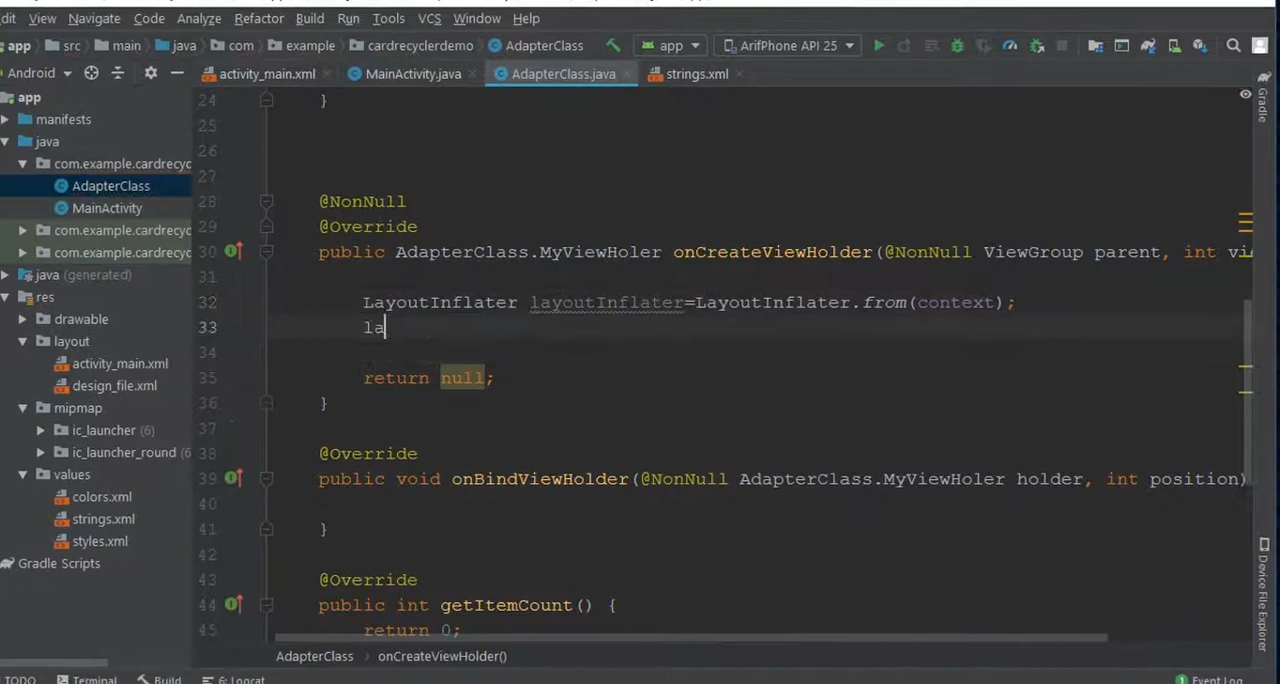 dit View Navigate Code Analyze Refactor Build Run Tools VCS Window Help
app src main java com example cardrecyclerdemo AdapterClass app ArifPhone API 25
Android activity_main.xml MainActivity.java AdapterClass.java strings.xml
app
manifests
java
com.example.cardrecyc
AdapterClass
MainActivity
com.example.cardrecyc
com.example.cardrecyc
java (generated)
res
drawable
layout
activity_main.xml
design_file.xml
mipmap
ic_launcher (6)
ic_launcher_round (6
values
colors.xml
strings.xml
styles.xml
Gradle Scripts
24 }
25
26
27
28 @NonNull
29 @Override
30 public AdapterClass.MyViewHoler onCreateViewHolder(@NonNull ViewGroup parent, int vi
31
32 LayoutInflater layoutInflater=LayoutInflater.from(context);
33 la
34
35 return null;
36 }
37
38 @Override
39 public void onBindViewHolder(@NonNull AdapterClass.MyViewHoler holder, int position)
40
41 }
42
43 @Override
44 public int getItemCount() {
45 return 0;
AdapterClass › onCreateViewHolder()
Gradle
Device File Explorer
TODO Terminal Build 6: Logcat 1 Event Log